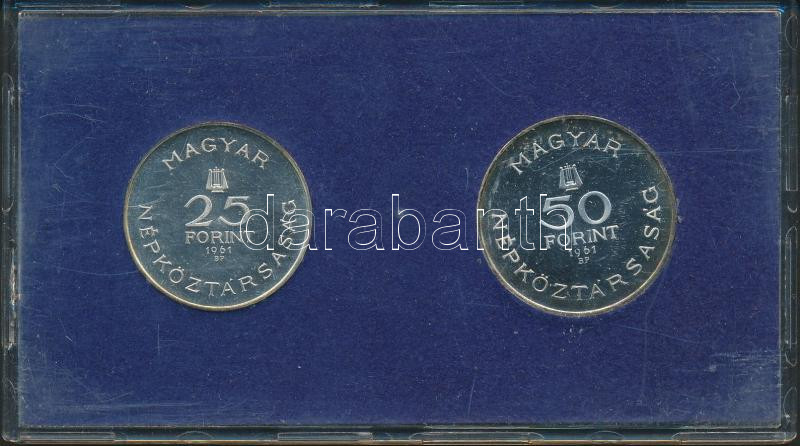 MAGYAR
25
FORINT
1961
BP
NÉPKÖZTÁRSASÁG
MAGYAR
50
FORINT
1961
BP
NÉPKÖZTÁRSASÁG
darabanth